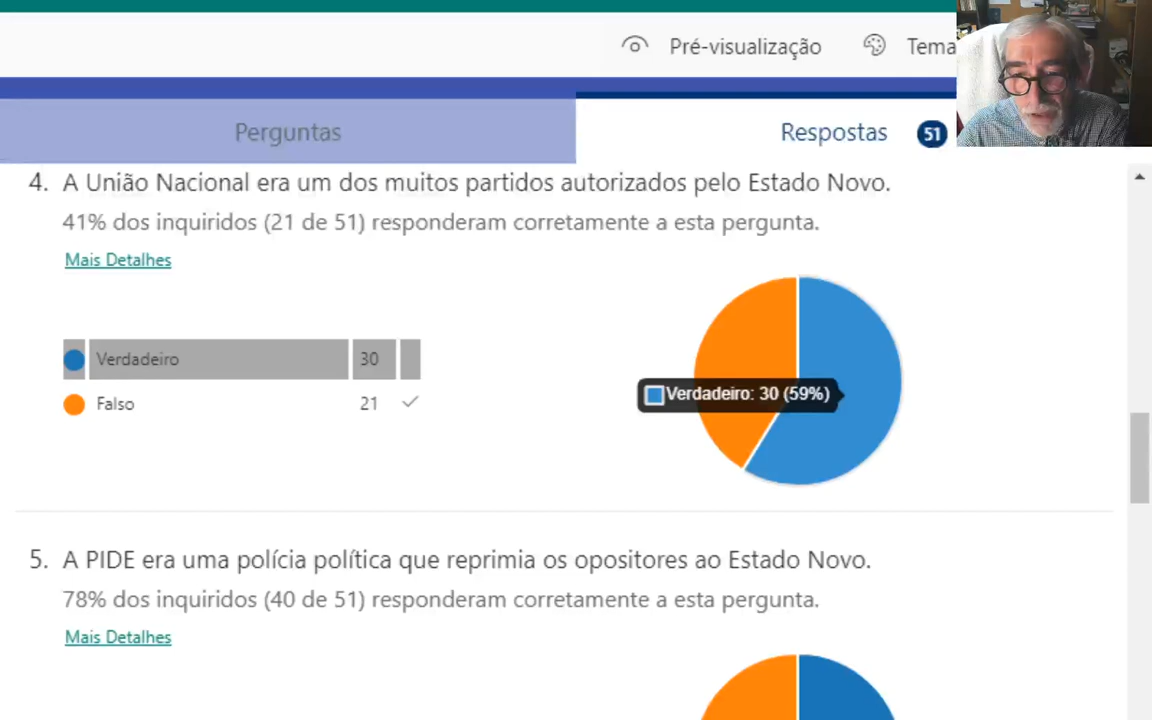 Pré-visualização
Tema
Perguntas
Respostas 51
4. A União Nacional era um dos muitos partidos autorizados pelo Estado Novo.
41% dos inquiridos (21 de 51) responderam corretamente a esta pergunta.
Mais Detalhes
Verdadeiro 30
Falso 21
Verdadeiro: 30 (59%)
5. A PIDE era uma polícia política que reprimia os opositores ao Estado Novo.
78% dos inquiridos (40 de 51) responderam corretamente a esta pergunta.
Mais Detalhes